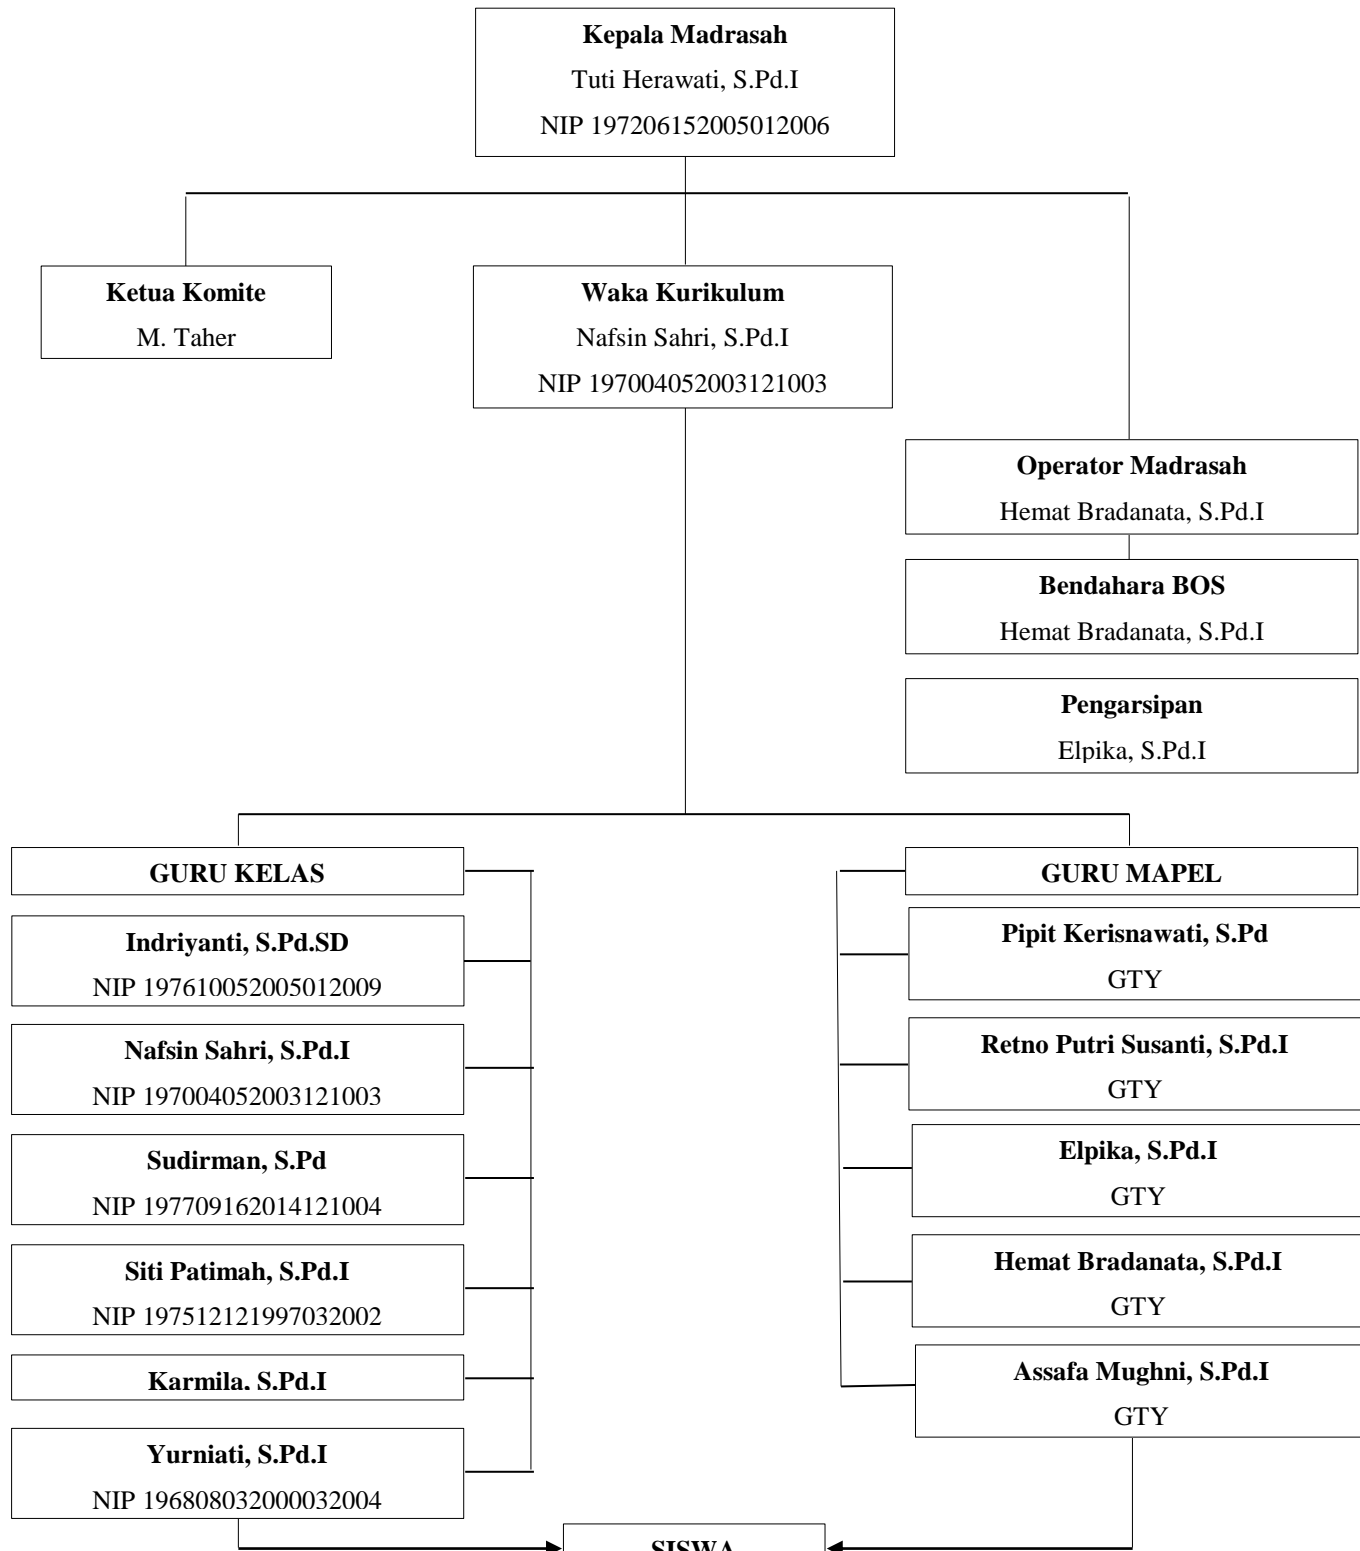 Kepala Madrasah
Tuti Herawati, S.Pd.I
NIP 197206152005012006
Ketua Komite
M. Taher
Waka Kurikulum
Nafsin Sahri, S.Pd.I
NIP 197004052003121003
Operator Madrasah
Hemat Bradanata, S.Pd.I
Bendahara BOS
Hemat Bradanata, S.Pd.I
Pengarsipan
Elpika, S.Pd.I
GURU KELAS
Indriyanti, S.Pd.SD
NIP 197610052005012009
Nafsin Sahri, S.Pd.I
NIP 197004052003121003
Sudirman, S.Pd
NIP 197709162014121004
Siti Patimah, S.Pd.I
NIP 197512121997032002
Karmila, S.Pd.I
Yurniati, S.Pd.I
NIP 196808032000032004
GURU MAPEL
Pipit Kerisnawati, S.Pd
GTY
Retno Putri Susanti, S.Pd.I
GTY
Elpika, S.Pd.I
GTY
Hemat Bradanata, S.Pd.I
GTY
Assafa Mughni, S.Pd.I
GTY
SISWA